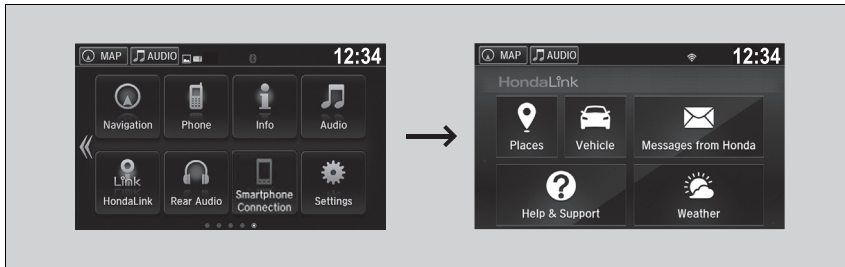 MAP AUDIO 12:34
Navigation Phone Info Audio
Link
HondaLink Rear Audio Smartphone Connection Settings
MAP AUDIO 12:34
HondaLink
Places Vehicle Messages from Honda
Help & Support Weather